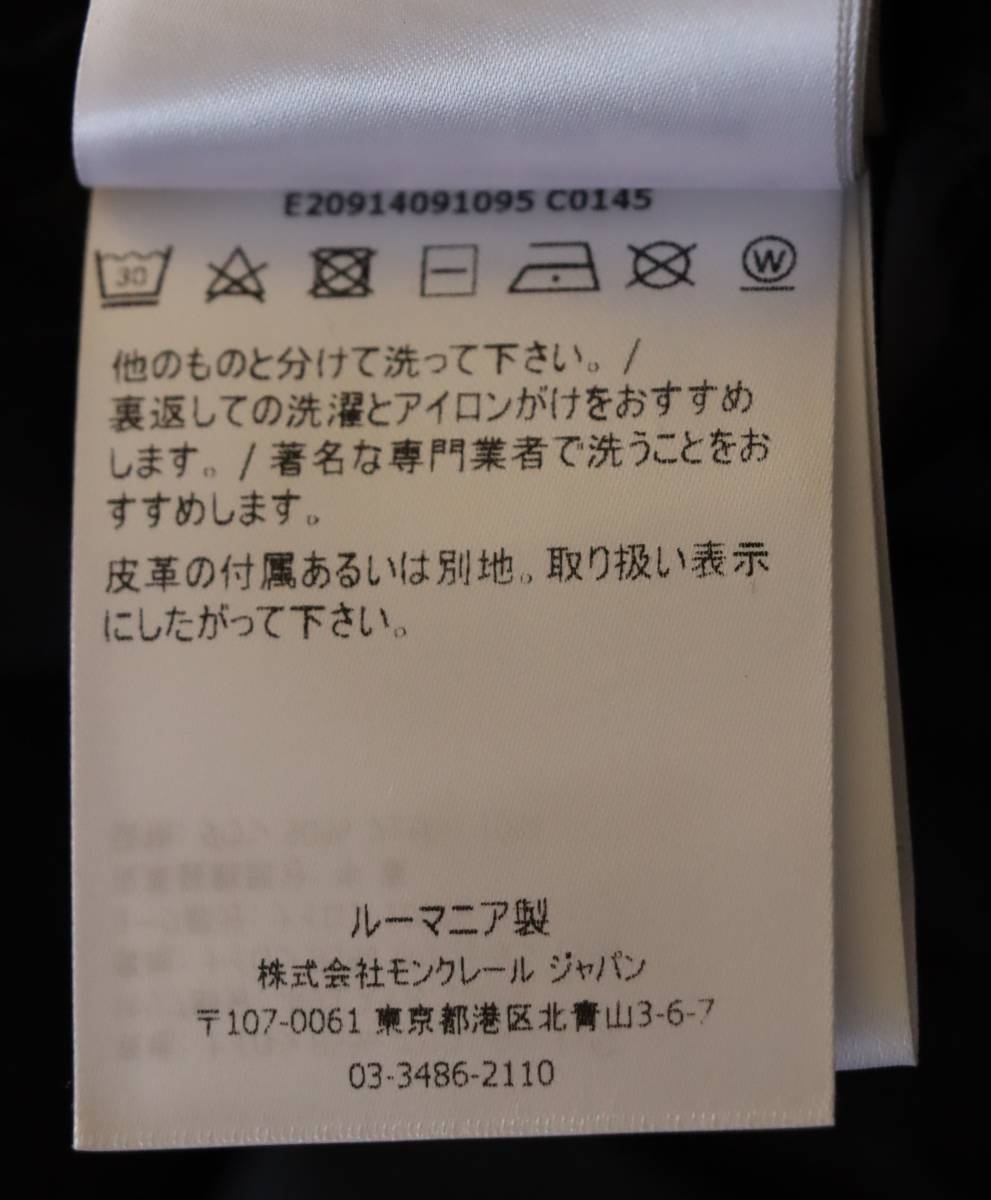 E20914091095 C0145
30 W
他のものと分けて洗って下さい。/
裏返しての洗濯とアイロンがけをおすすめ
します。/ 著名な専門業者で洗うことをお
すすめします。
皮革の付属あるいは別地。取り扱い表示
にしたがって下さい。
ルーマニア製
株式会社モンクレール ジャパン
〒107-0061 東京都港区北青山3-6-7
03-3486-2110